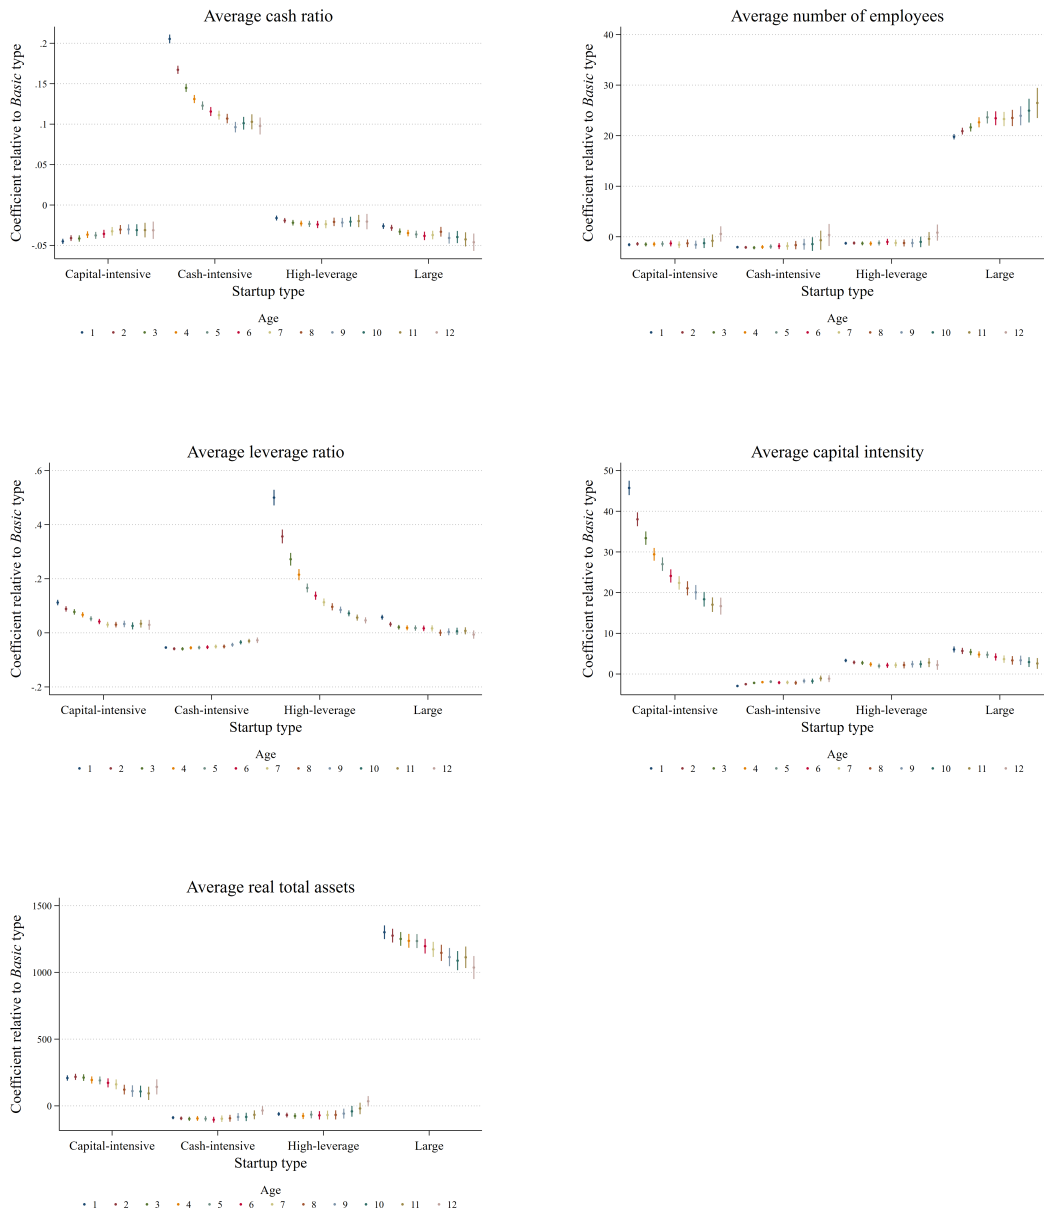 Average cash ratio
Coefficient relative to Basic type
.2
.15
.1
.05
0
-.05
Capital-intensive Cash-intensive High-leverage Large
Startup type
Age
1 2 3 4 5 6 7 8 9 10 11 12
Average number of employees
Coefficient relative to Basic type
40
30
20
10
0
Capital-intensive Cash-intensive High-leverage Large
Startup type
Age
1 2 3 4 5 6 7 8 9 10 11 12
Average leverage ratio
Coefficient relative to Basic type
.6
.4
.2
0
-.2
Capital-intensive Cash-intensive High-leverage Large
Startup type
Age
1 2 3 4 5 6 7 8 9 10 11 12
Average capital intensity
Coefficient relative to Basic type
50
40
30
20
10
0
Capital-intensive Cash-intensive High-leverage Large
Startup type
Age
1 2 3 4 5 6 7 8 9 10 11 12
Average real total assets
Coefficient relative to Basic type
1500
1000
500
0
Capital-intensive Cash-intensive High-leverage Large
Startup type
Age
1 2 3 4 5 6 7 8 9 10 11 12